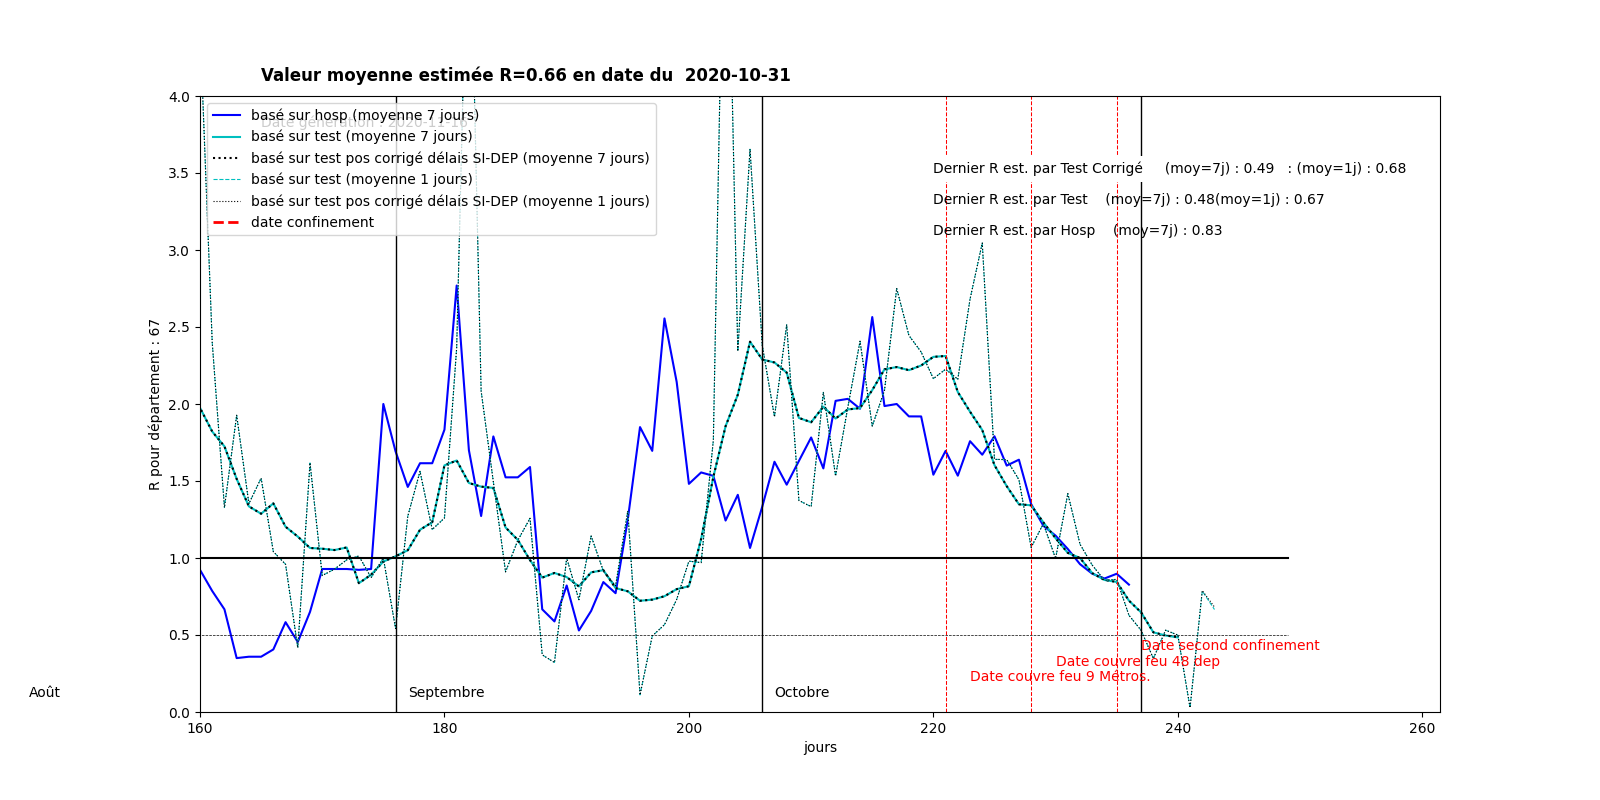 Valeur moyenne estimée R=0.66 en date du  2020-10-31
4.0
basé sur hosp (moyenne 7 jours)
Date génération : 2020-11-16
basé sur test (moyenne 7 jours)
basé sur test pos corrigé délais SI-DEP (moyenne 7 jours)
basé sur test (moyenne 1 jours)
basé sur test pos corrigé délais SI-DEP (moyenne 1 jours)
date confinement
Dernier R est. par Test Corrigé     (moy=7j) : 0.49   : (moy=1j) : 0.68
3.5
Dernier R est. par Test    (moy=7j) : 0.48(moy=1j) : 0.67
Dernier R est. par Hosp    (moy=7j) : 0.83
3.0
2.5
2.0
1.5
1.0
0.5
0.0
R pour département : 67
Date second confinement
Date couvre feu 48 dep
Date couvre feu 9 Métros.
Août
Septembre
Octobre
160 180 200 220 240 260
jours